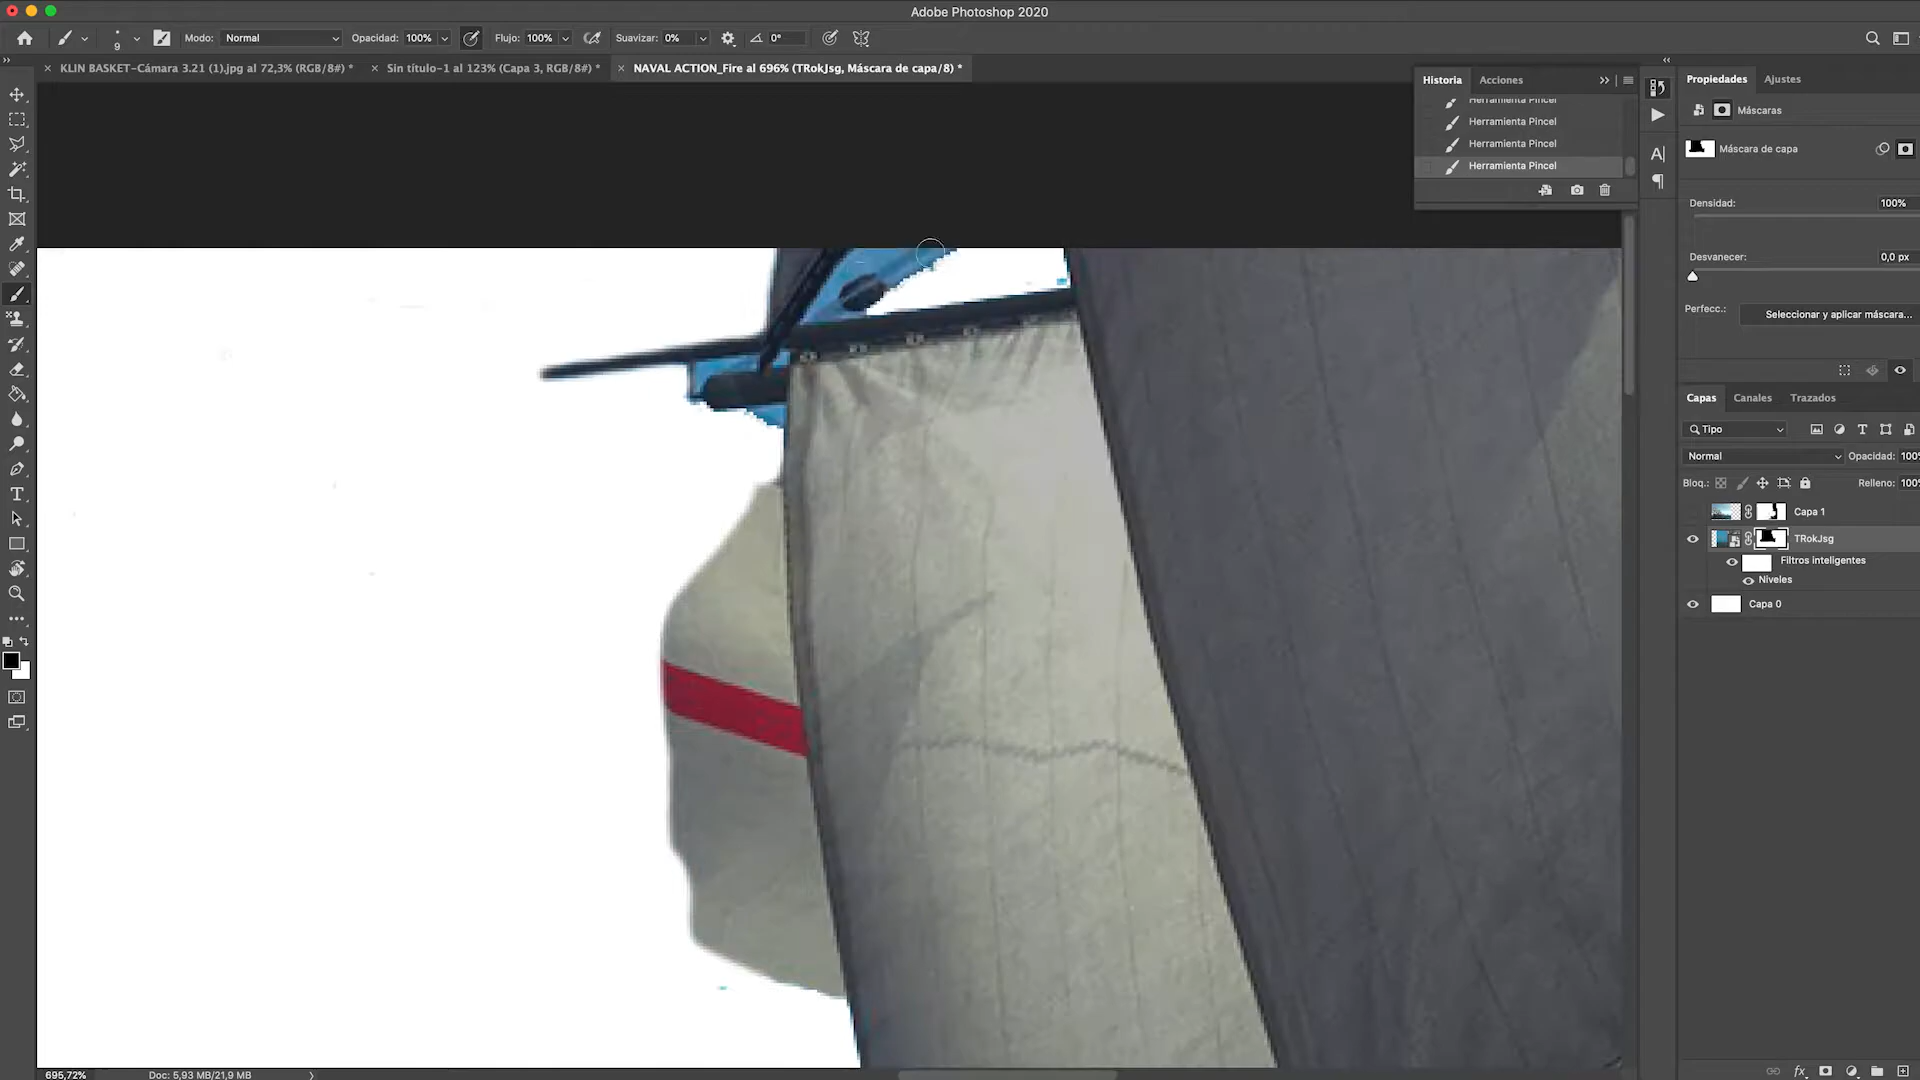 Adobe Photoshop 2020
9
Modo: Normal
Opacidad: 100%
Flujo: 100%
Suavizar: 0%
0°
KLIN BASKET-Cámara 3.21 (1).jpg al 72,3% (RGB/8#) *
Sin título-1 al 123% (Capa 3, RGB/8#) *
NAVAL ACTION_Fire al 696% (TRokJsg, Máscara de capa/8) *
Historia
Acciones
Herramienta Pincel
Herramienta Pincel
Herramienta Pincel
Herramienta Pincel
Propiedades
Ajustes
Máscaras
Máscara de capa
Densidad: 100%
Desvanecer: 0,0 px
Perfecc.: Seleccionar y aplicar máscara...
Capas
Canales
Trazados
Tipo
Normal
Opacidad: 100%
Bloq.:
Relleno: 100%
Capa 1
TRokJsg
Filtros inteligentes
Niveles
Capa 0
695,72%
Doc: 5,93 MB/21,9 MB